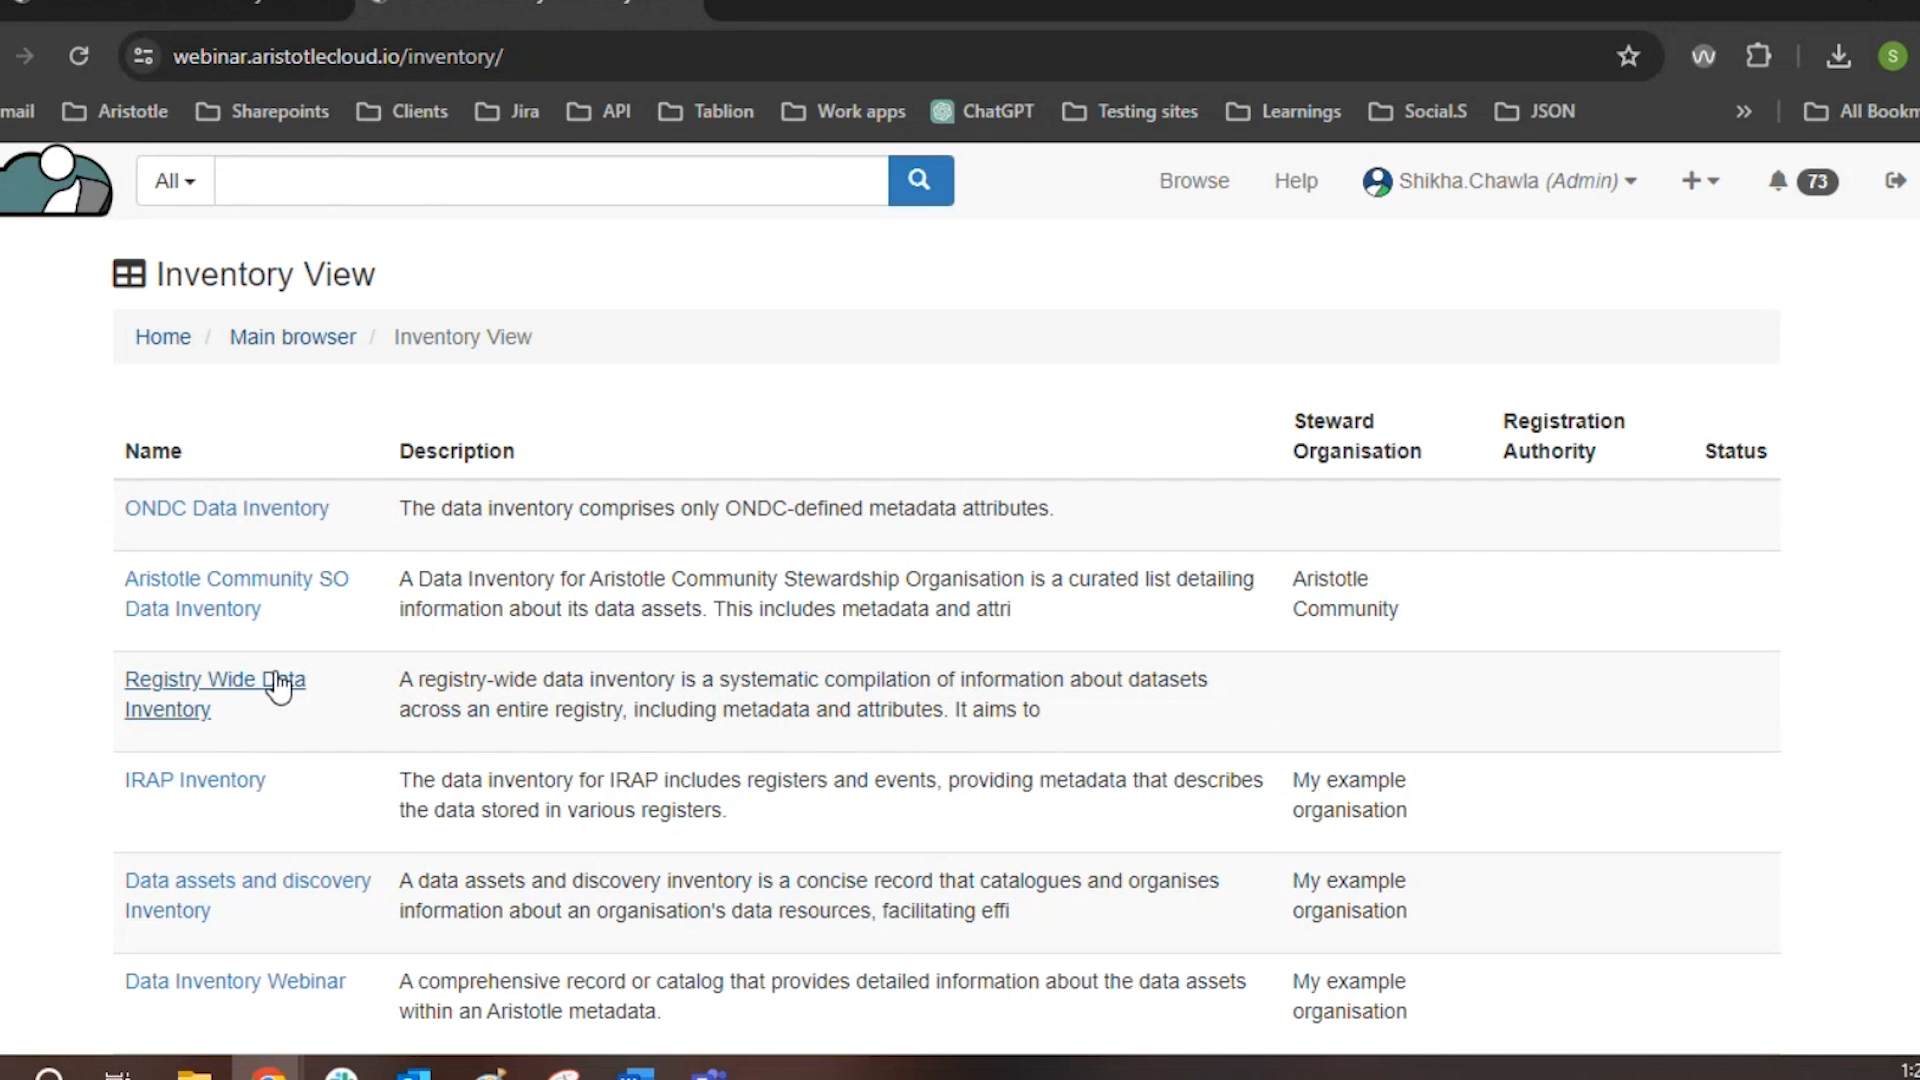 webinar.aristotlecloud.io/inventory/
S
mail Aristotle Sharepoints Clients Jira API Tablion Work apps ChatGPT Testing sites Learnings Social.S JSON » All Bookm
All Browse Help Shikha.Chawla (Admin) 73
Inventory View
Home / Main browser / Inventory View
Name Description Steward Organisation Registration Authority Status
ONDC Data Inventory The data inventory comprises only ONDC-defined metadata attributes.
Aristotle Community SO A Data Inventory for Aristotle Community Stewardship Organisation is a curated list detailing Aristotle
Data Inventory information about its data assets. This includes metadata and attri Community
Registry Wide Data A registry-wide data inventory is a systematic compilation of information about datasets
Inventory across an entire registry, including metadata and attributes. It aims to
IRAP Inventory The data inventory for IRAP includes registers and events, providing metadata that describes My example
the data stored in various registers. organisation
Data assets and discovery A data assets and discovery inventory is a concise record that catalogues and organises My example
Inventory information about an organisation's data resources, facilitating effi organisation
Data Inventory Webinar A comprehensive record or catalog that provides detailed information about the data assets My example
within an Aristotle metadata. organisation